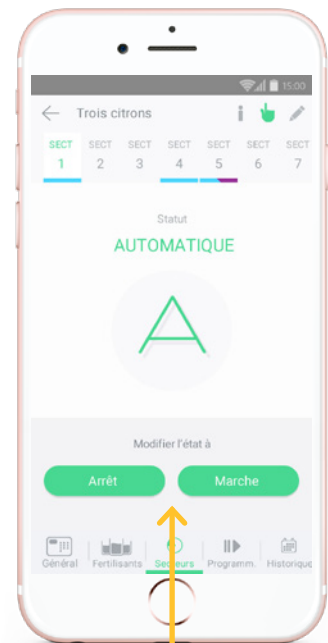 15:00
Trois citrons
SECT SECT SECT SECT SECT SECT SECT
1 2 3 4 5 6 7
Statut
AUTOMATIQUE
A
Modifier l'état à
Arrêt Marche
Général Fertilisants Secteurs Programm. Historique